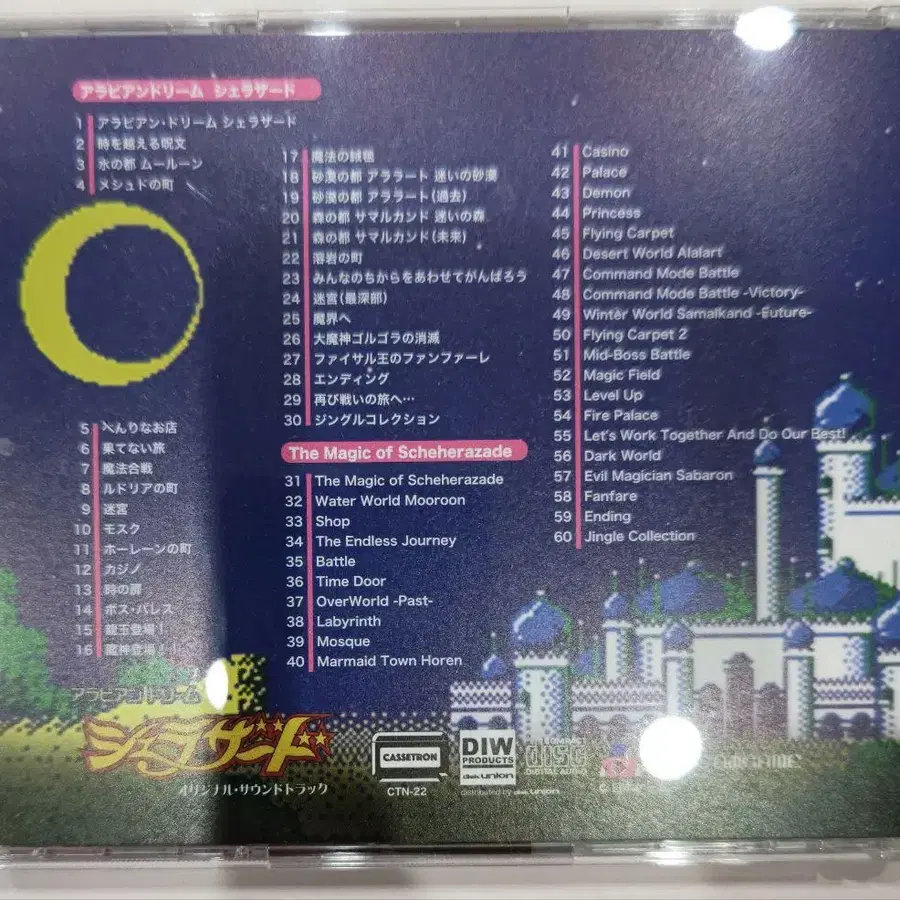 アラビアンドリーム シェラザード
1 アラビアン・ドリーム シェラザード
2 時を越える呪文
3 水の都 ムールーン
4 メシュドの町
5 へんりなお店
6 果てない旅
7 魔法合戦
8 ルドリアの町
9 迷宮
10 モスク
11 ホーレーンの町
12 カジノ
13 時の扉
14 ボス・パレス
15 龍王登場!
16 魔神登場!!
17 魔法の絨毯
18 砂漠の都 アララート 迷いの砂漠
19 砂漠の都 アララート(過去)
20 森の都 サマルカンド 迷いの森
21 森の都 サマルカンド(未来)
22 溶岩の町
23 みんなのちからをあわせてがんばろう
24 迷宮(最深部)
25 魔界へ
26 大魔神ゴルゴラの消滅
27 ファイサル王のファンファーレ
28 エンディング
29 再び戦いの旅へ…
30 ジングルコレクション
The Magic of Scheherazade
31 The Magic of Scheherazade
32 Water World Mooroon
33 Shop
34 The Endless Journey
35 Battle
36 Time Door
37 OverWorld -Past-
38 Labyrinth
39 Mosque
40 Marmaid Town Horen
41 Casino
42 Palace
43 Demon
44 Princess
45 Flying Carpet
46 Desert World Alalart
47 Command Mode Battle
48 Command Mode Battle -Victory-
49 Winter World Samalkand -Future-
50 Flying Carpet 2
51 Mid-Boss Battle
52 Magic Field
53 Level Up
54 Fire Palace
55 Let's Work Together And Do Our Best!
56 Dark World
57 Evil Magician Sabaron
58 Fanfare
59 Ending
60 Jingle Collection
アラビアンドリーム
シェラザード
オリジナル・サウンドトラック
CASSETRON
CTN-22
DIW
PRODUCTS
disk union
distributed by disk union
COMPACT
disc
DIGITAL AUDIO